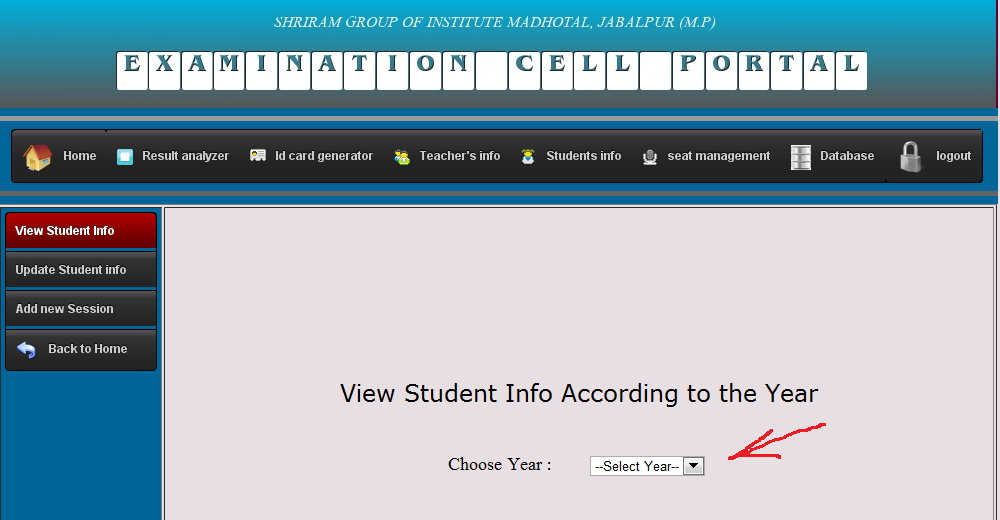 SHRIRAM GROUP OF INSTITUTE MADHOTAL, JABALPUR (M.P)
EXAMINATION CELL PORTAL
Home Result analyzer Id card generator Teacher's info Students info seat management Database logout
View Student Info
Update Student info
Add new Session
Back to Home
View Student Info According to the Year
Choose Year : --Select Year--